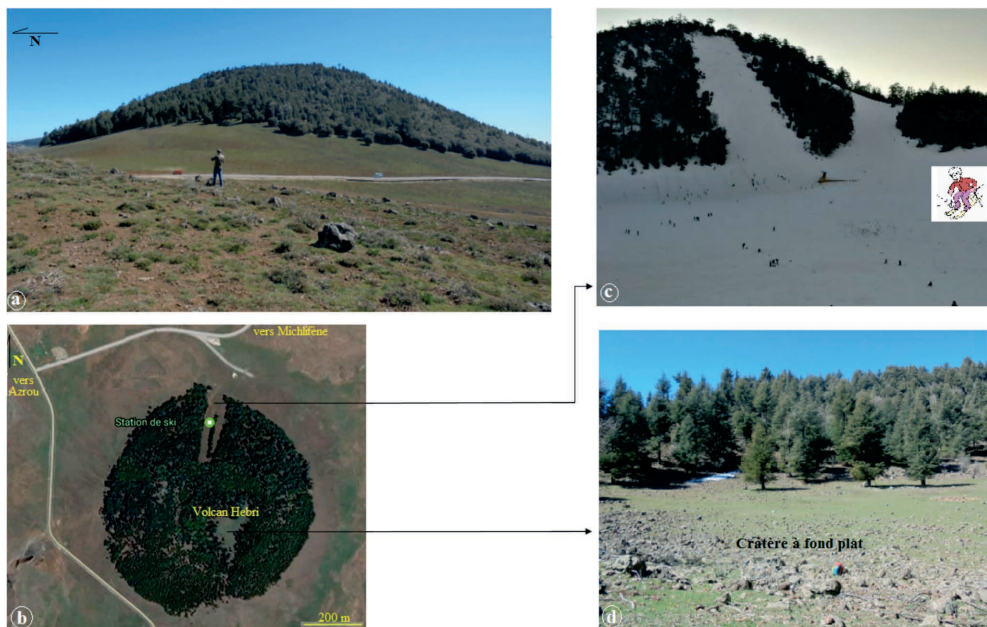 N
a
c
vers Michlifène
N
vers
Azrou
Station de ski
Volcan Hebri
200 m
b
Cratère à fond plat
d